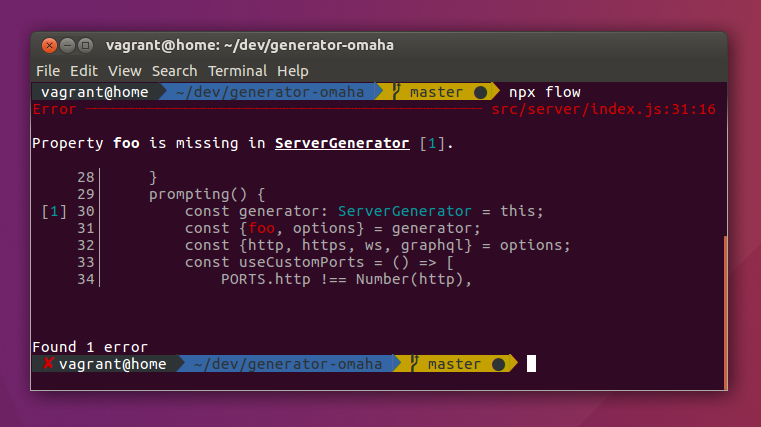 vagrant@home: ~/dev/generator-omaha
File Edit View Search Terminal Help
vagrant@home ~/dev/generator-omaha master ● npx flow
Error ──────────────────────────────────────────── src/server/index.js:31:16
Property foo is missing in ServerGenerator [1].
28│ }
29│ prompting() {
[1] 30│ const generator: ServerGenerator = this;
31│ const {foo, options} = generator;
32│ const {http, https, ws, graphql} = options;
33│ const useCustomPorts = () => [
34│ PORTS.http !== Number(http),
Found 1 error
✘ vagrant@home ~/dev/generator-omaha master ●